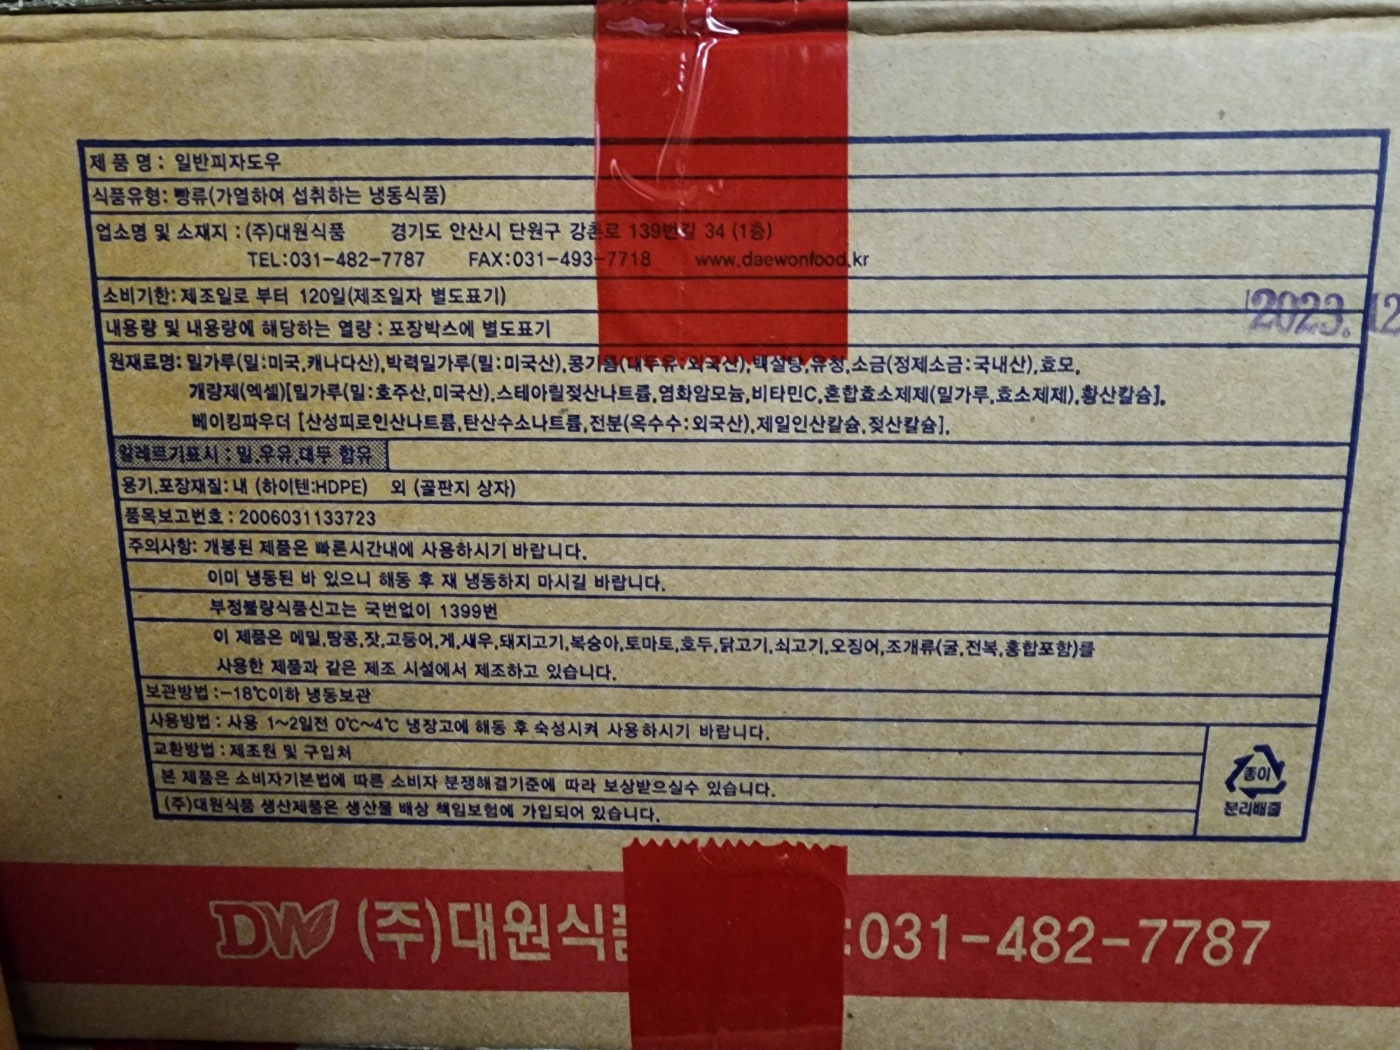 제 품 명 : 일반피자도우
식품유형: 빵류(가열하여 섭취하는 냉동식품)
업소명 및 소재지 : (주)대원식품 경기도 안산시 단원구 강촌로 139번길 34 (1층)
TEL:031-482-7787 FAX:031-493-7718 www.daewonfood.kr
소비기한: 제조일로 부터 120일(제조일자 별도표기)
2023. 12
내용량 및 내용량에 해당하는 열량 : 포장박스에 별도표기
원재료명: 밀가루(밀:미국,캐나다산),박력밀가루(밀:미국산),콩기름(대두유:외국산),백설탕,유청,소금(정제소금:국내산),효모,
개량제(엑셀)[밀가루(밀:호주산,미국산),스테아릴젖산나트륨,염화암모늄,비타민C,혼합효소제제(밀가루,효소제제),황산칼슘],
베이킹파우더 [산성피로인산나트륨,탄산수소나트륨,전분(옥수수:외국산),제일인산칼슘,젖산칼슘],
알레르기표시 : 밀,우유,대두 함유
용기,포장재질: 내 (하이텐:HDPE) 외 (골판지 상자)
품목보고번호 : 2006031133723
주의사항: 개봉된 제품은 빠른시간내에 사용하시기 바랍니다.
이미 냉동된 바 있으니 해동 후 재 냉동하지 마시길 바랍니다.
부정불량식품신고는 국번없이 1399번
이 제품은 메밀,땅콩,잣,고등어,게,새우,돼지고기,복숭아,토마토,호두,닭고기,쇠고기,오징어,조개류(굴,전복,홍합포함)를
사용한 제품과 같은 제조 시설에서 제조하고 있습니다.
보관방법 :-18℃이하 냉동보관
사용방법 : 사용 1~2일전 0℃~4℃ 냉장고에 해동 후 숙성시켜 사용하시기 바랍니다.
교환방법 : 제조원 및 구입처
본 제품은 소비자기본법에 따른 소비자 분쟁해결기준에 따라 보상받으실수 있습니다.
(주)대원식품 생산제품은 생산물 배상 책임보험에 가입되어 있습니다.
종이
분리배출
DW (주)대원식 :031-482-7787